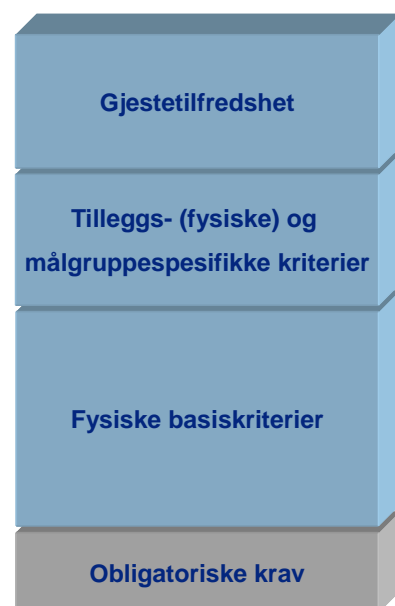 Gjestetilfredshet
Tilleggs- (fysiske) og
målgruppespesifikke kriterier
Fysiske basiskriterier
Obligatoriske krav